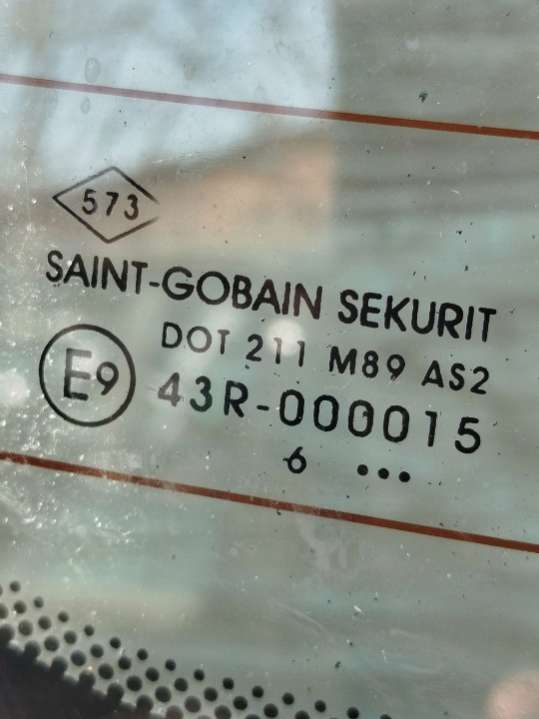 573
SAINT-GOBAIN SEKURIT
DOT 211 M89 AS2
E9
43R-000015
6 •••